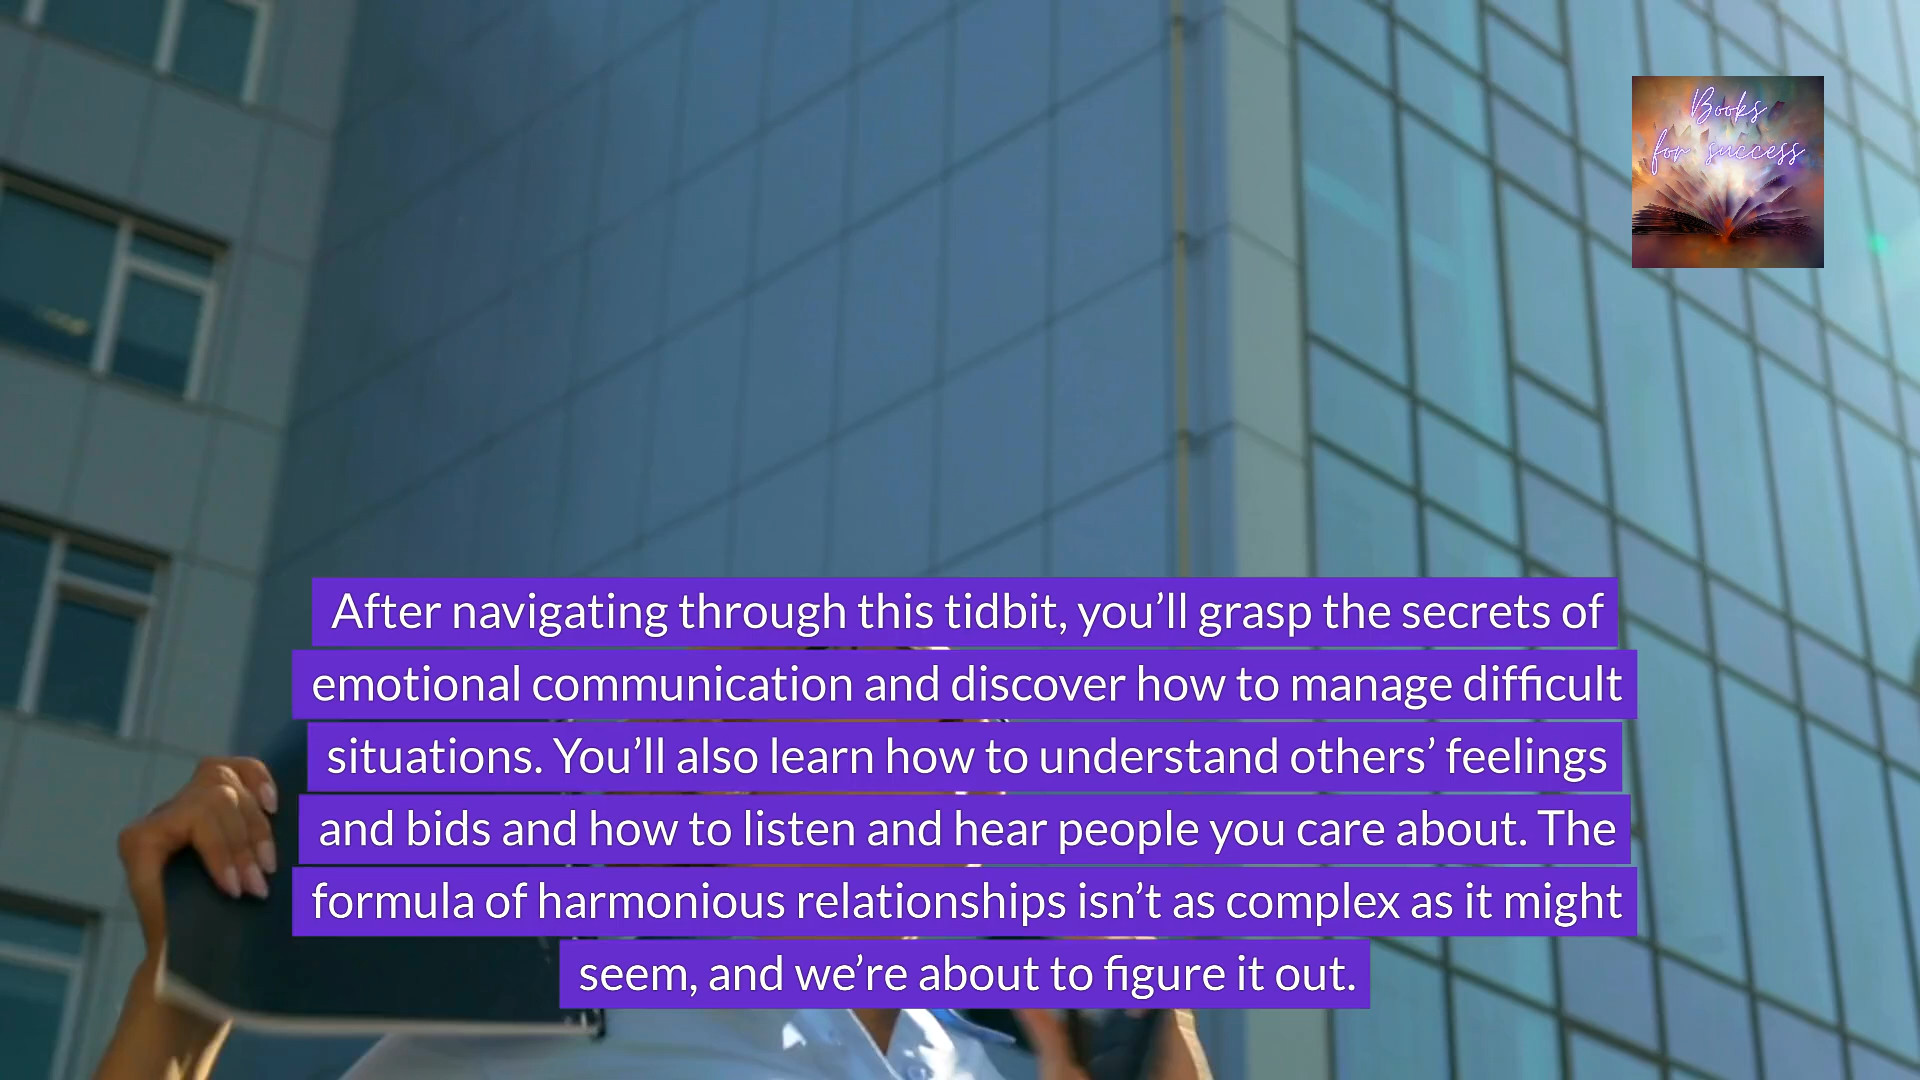 Books
for success
After navigating through this tidbit, you’ll grasp the secrets of
emotional communication and discover how to manage difficult
situations. You’ll also learn how to understand others’ feelings
and bids and how to listen and hear people you care about. The
formula of harmonious relationships isn’t as complex as it might
seem, and we’re about to figure it out.